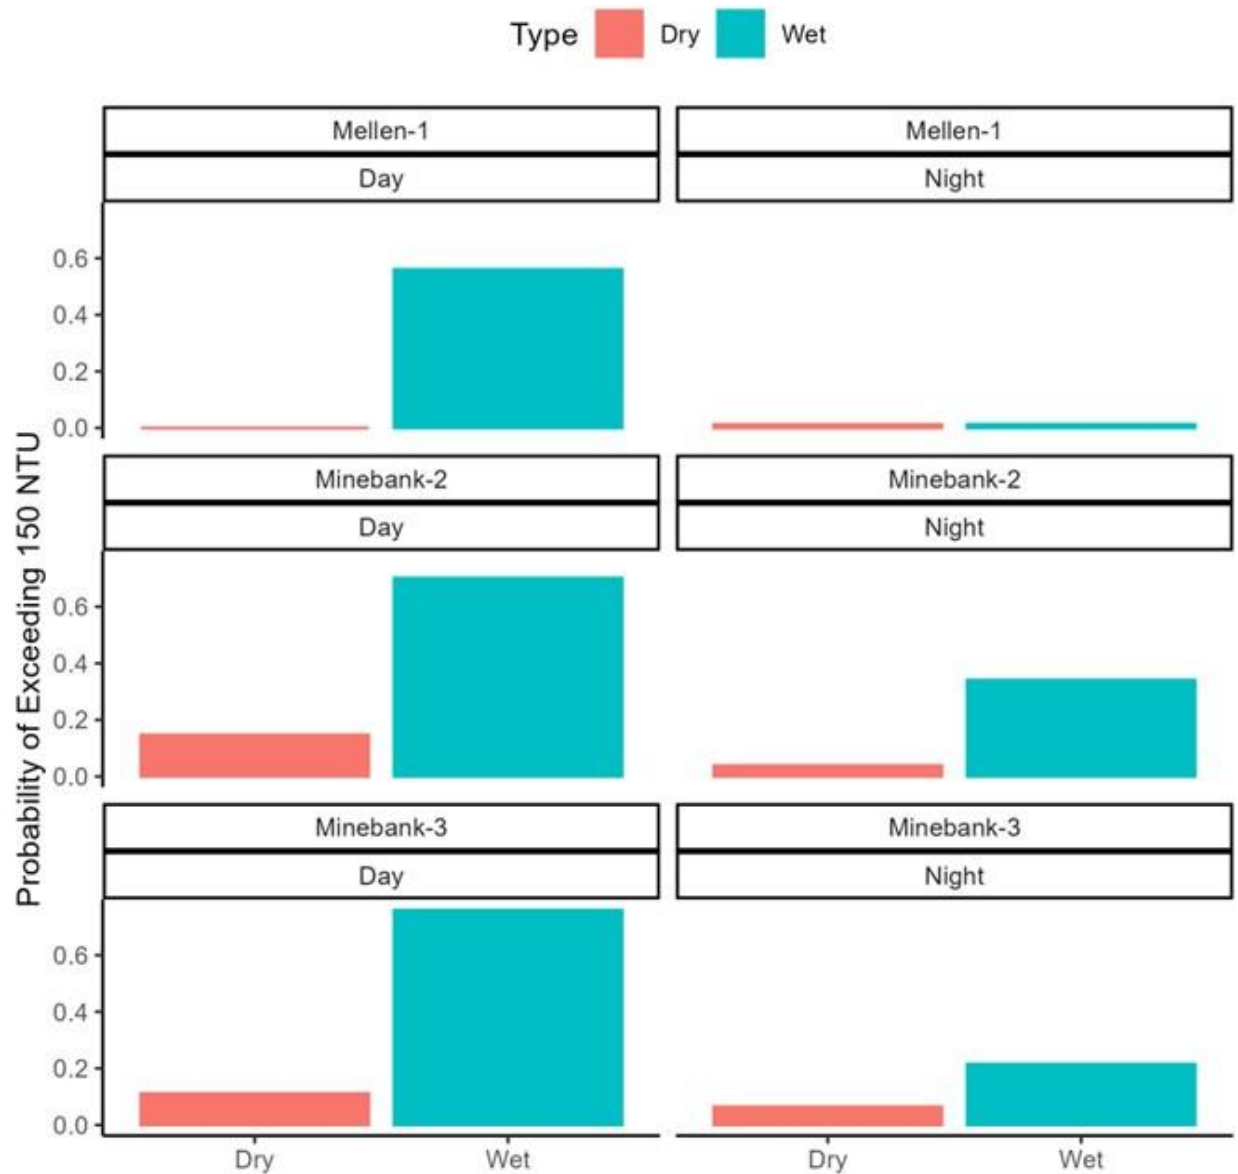 Type Dry Wet
Mellen-1 Mellen-1
Day Night
0.6
0.4
0.2
0.0
Minebank-2 Minebank-2
Day Night
0.6
0.4
0.2
0.0
Minebank-3 Minebank-3
Day Night
0.6
0.4
0.2
0.0
Dry Wet Dry Wet
Probability of Exceeding 150 NTU